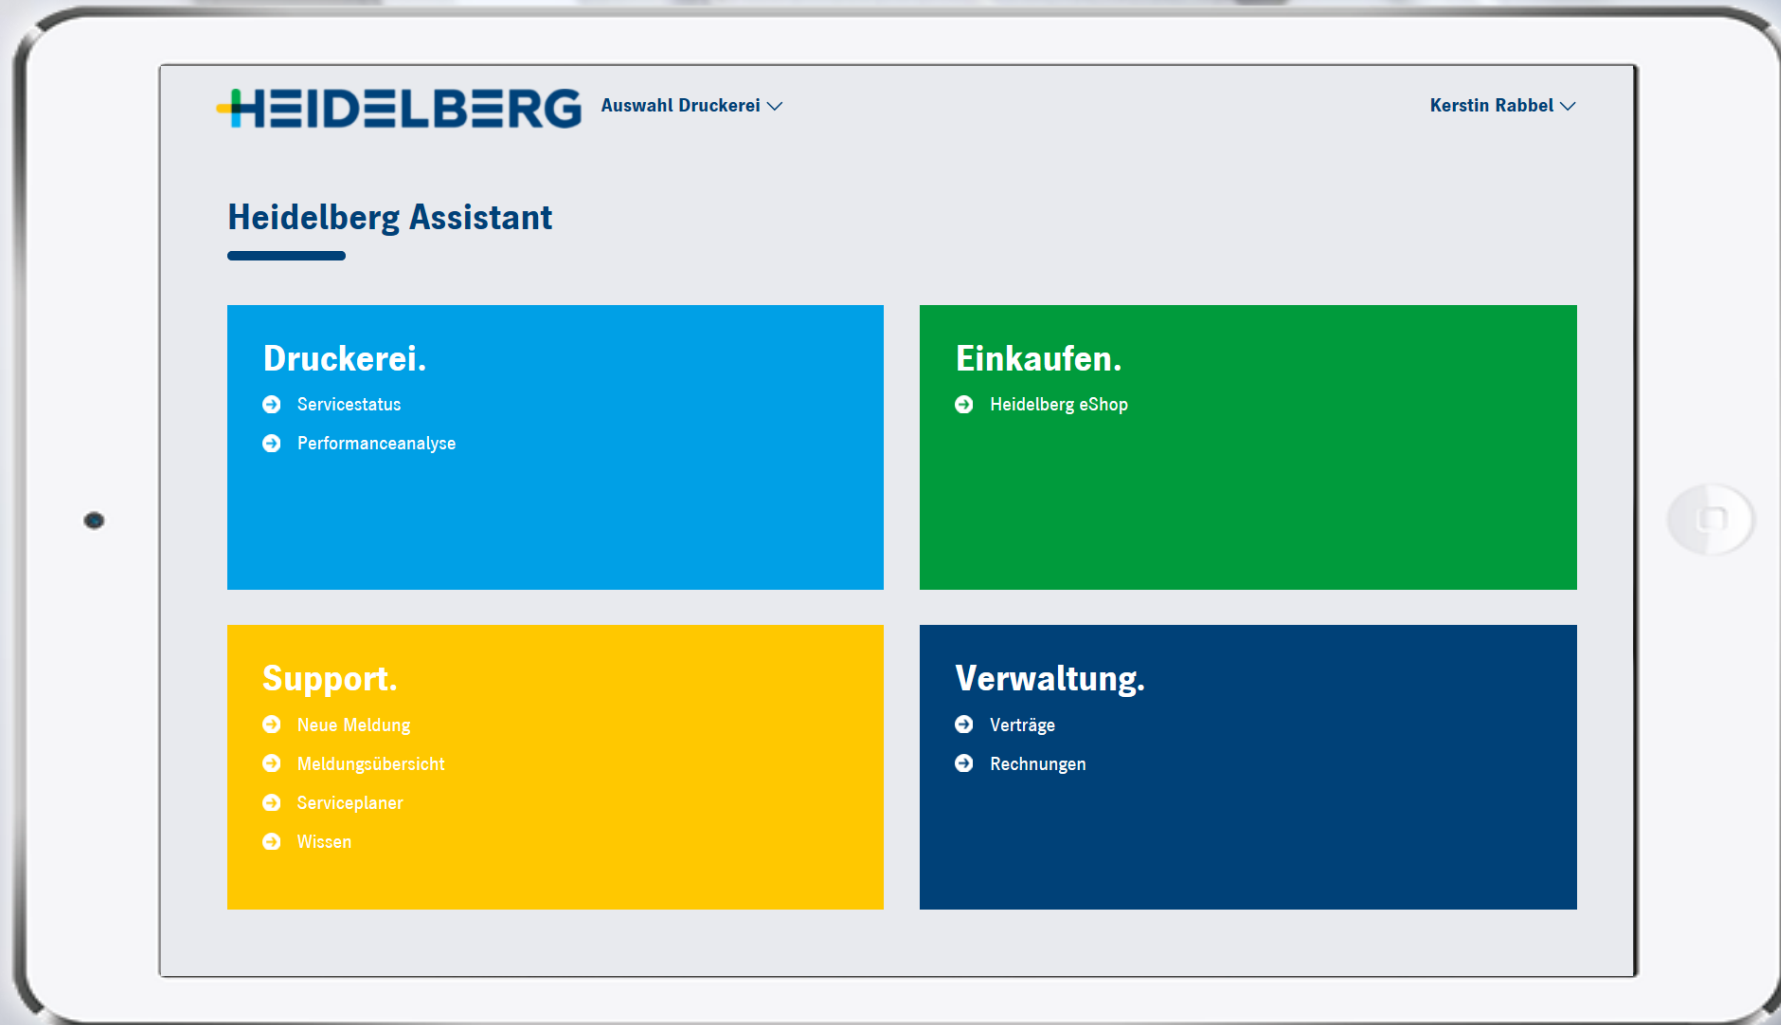 HEIDELBERG
Auswahl Druckerei
Kerstin Rabbel
Heidelberg Assistant
Druckerei.
Servicestatus
Performanceanalyse
Einkaufen.
Heidelberg eShop
Support.
Neue Meldung
Meldungsübersicht
Serviceplaner
Wissen
Verwaltung.
Verträge
Rechnungen